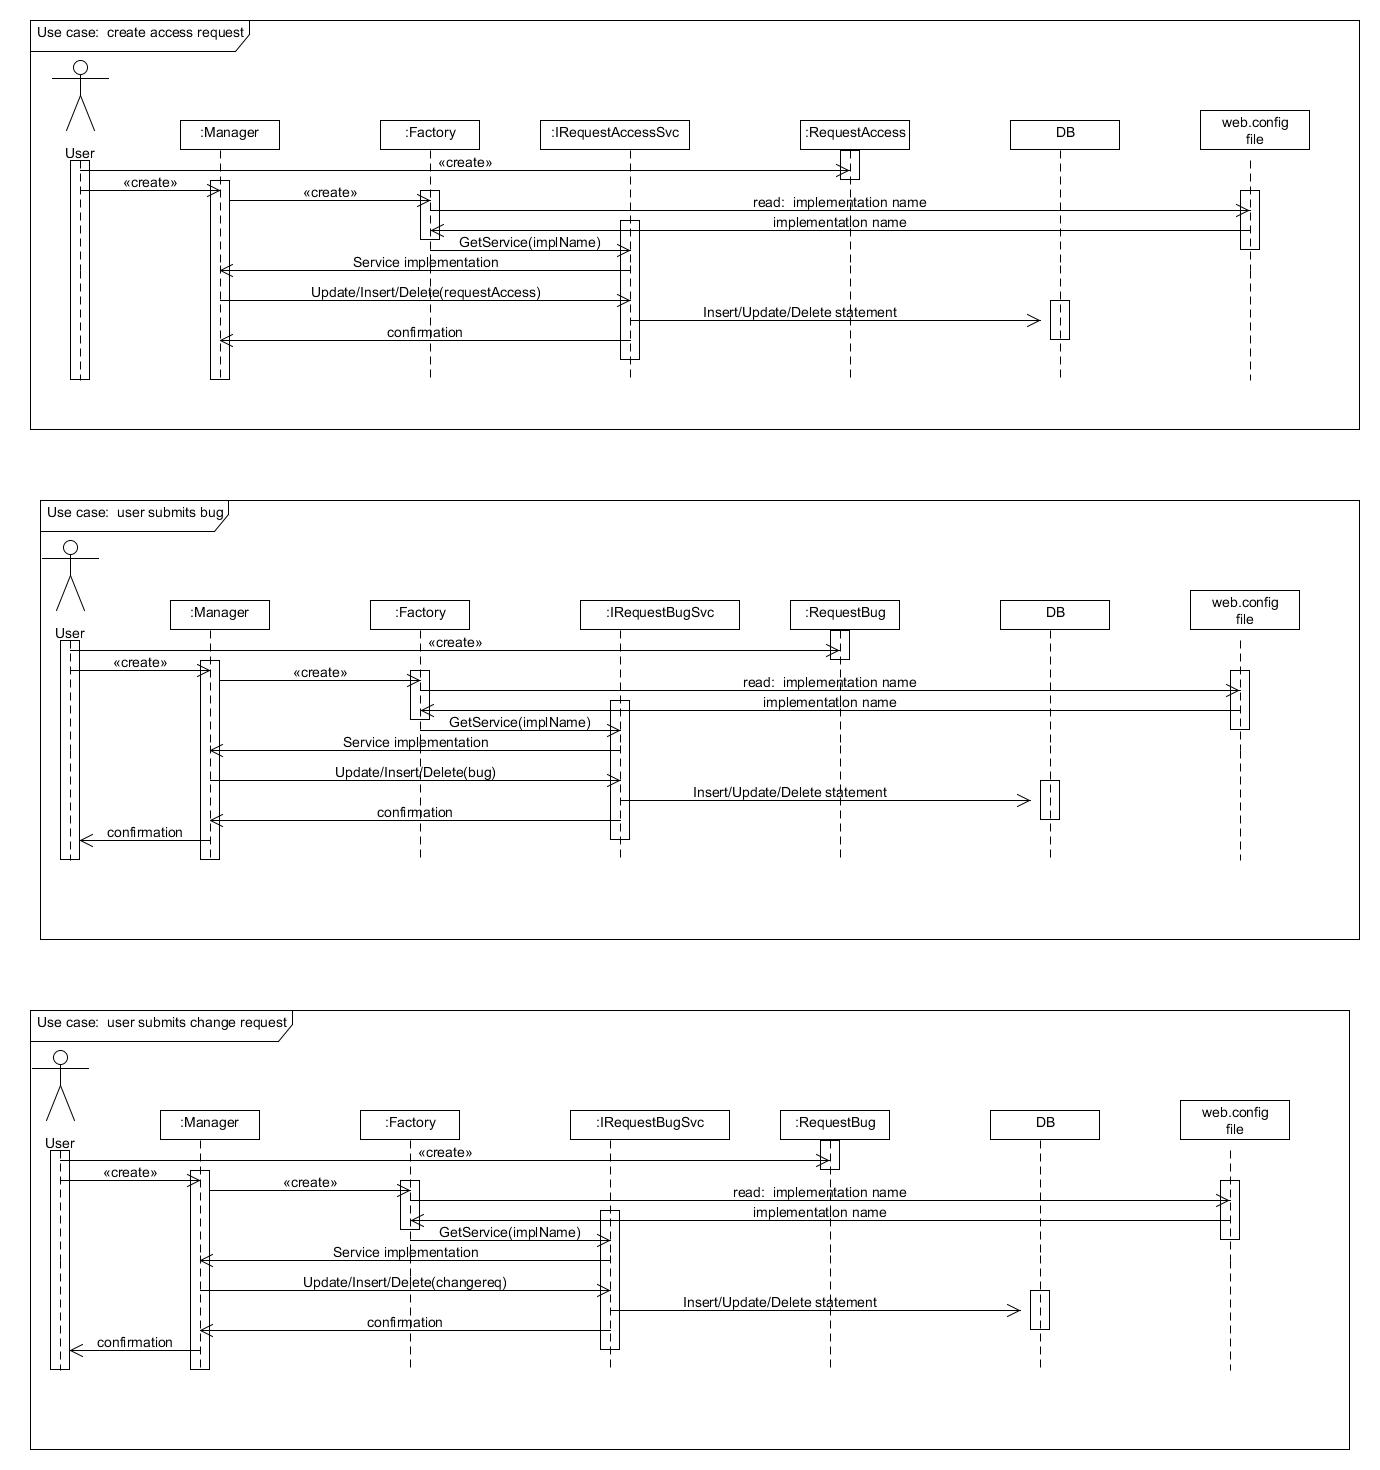 Use case:  create access request
:Manager
:Factory
:IRequestAccessSvc
:RequestAccess
DB
web.config
file
User
«create»
«create»
«create»
read:  implementation name
implementation name
GetService(implName)
Service implementation
Update/Insert/Delete(requestAccess)
Insert/Update/Delete statement
confirmation
Use case:  user submits bug
:Manager
:Factory
:IRequestBugSvc
:RequestBug
DB
web.config
file
User
«create»
«create»
«create»
read:  implementation name
implementation name
GetService(implName)
Service implementation
Update/Insert/Delete(bug)
Insert/Update/Delete statement
confirmation
confirmation
Use case:  user submits change request
:Manager
:Factory
:IRequestBugSvc
:RequestBug
DB
web.config
file
User
«create»
«create»
«create»
read:  implementation name
implementation name
GetService(implName)
Service implementation
Update/Insert/Delete(changereq)
Insert/Update/Delete statement
confirmation
confirmation